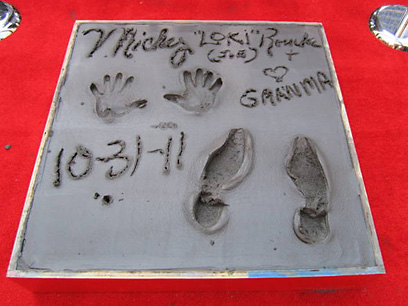 Mickey "LOKI" Rourke
(J.B.) +
♡
GRANMA
10-31-11